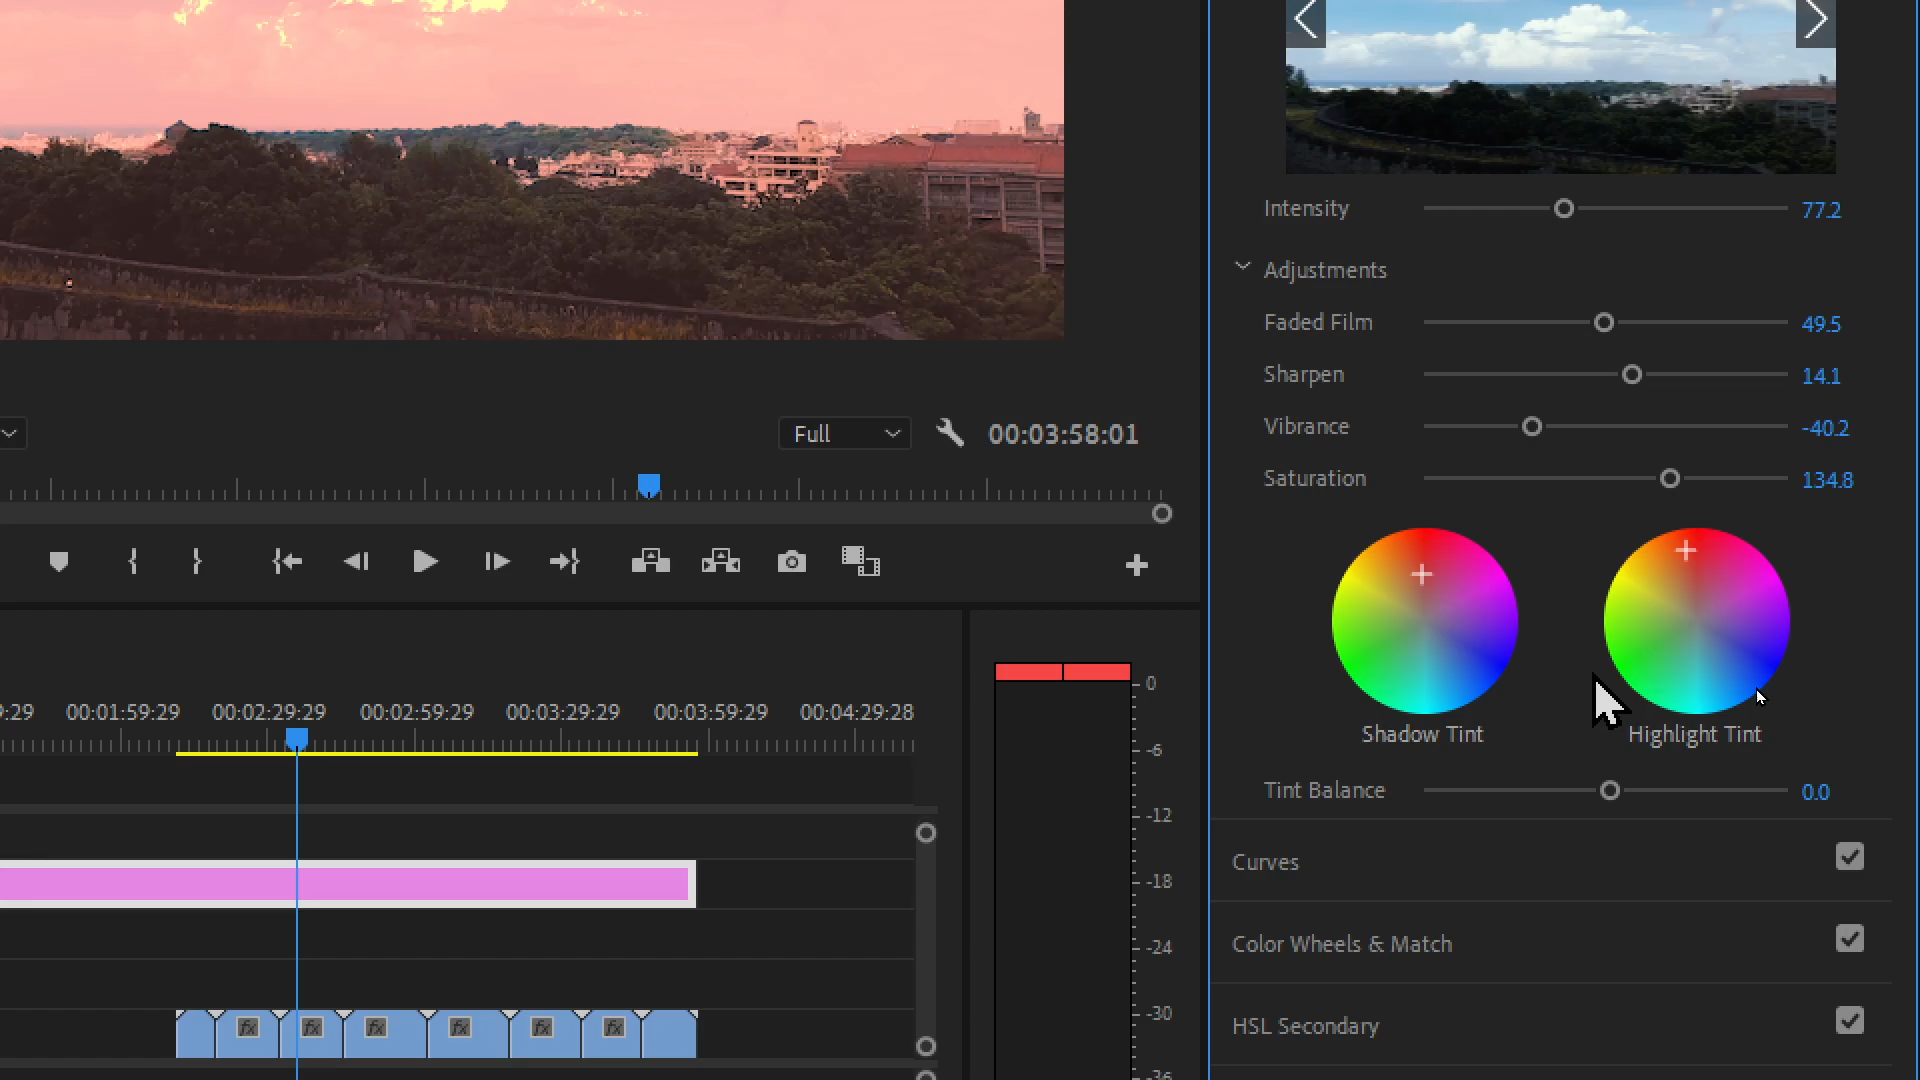 Intensity 77.2
Adjustments
Faded Film 49.5
Sharpen 14.1
Vibrance -40.2
Saturation 134.8
Shadow Tint Highlight Tint
Tint Balance 0.0
Curves
Color Wheels & Match
HSL Secondary
Full 00:03:58:01
9:29 00:01:59:29 00:02:29:29 00:02:59:29 00:03:29:29 00:03:59:29 00:04:29:28
fx fx fx fx fx fx
0
-6
-12
-18
-24
-30
-36